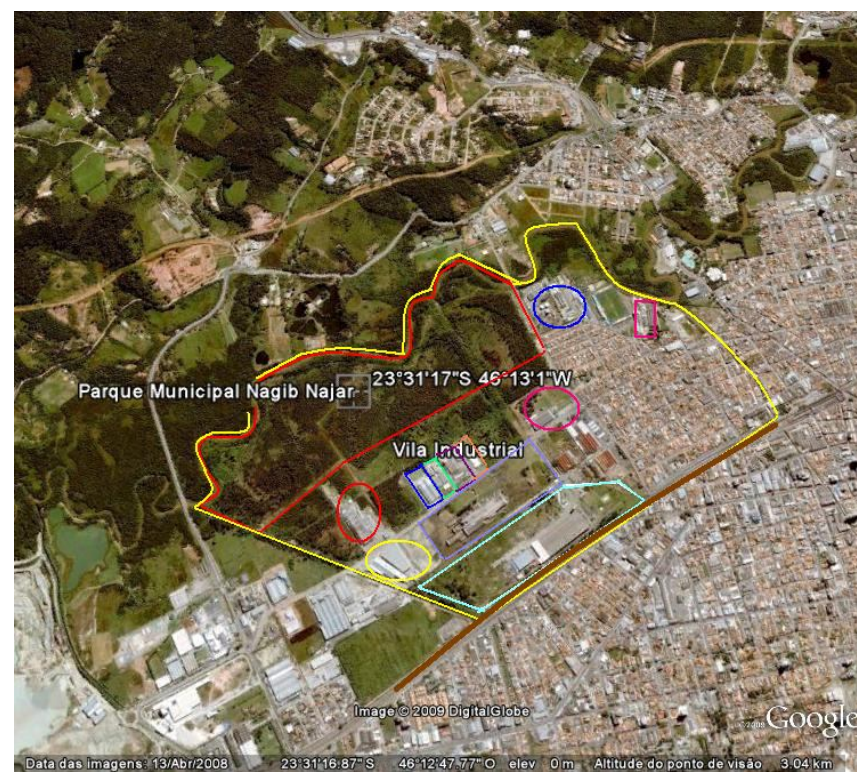 23°31'17"S 46°13'1"W
Parque Municipal Nagib Najar
Vila Industrial
Image © 2009 DigitalGlobe
©2009 Google
Data das imagens: 13/Abr/2008 23°31'16.87" S 46°12'47.77" O elev 0 m Altitude do ponto de visão 3.04 km